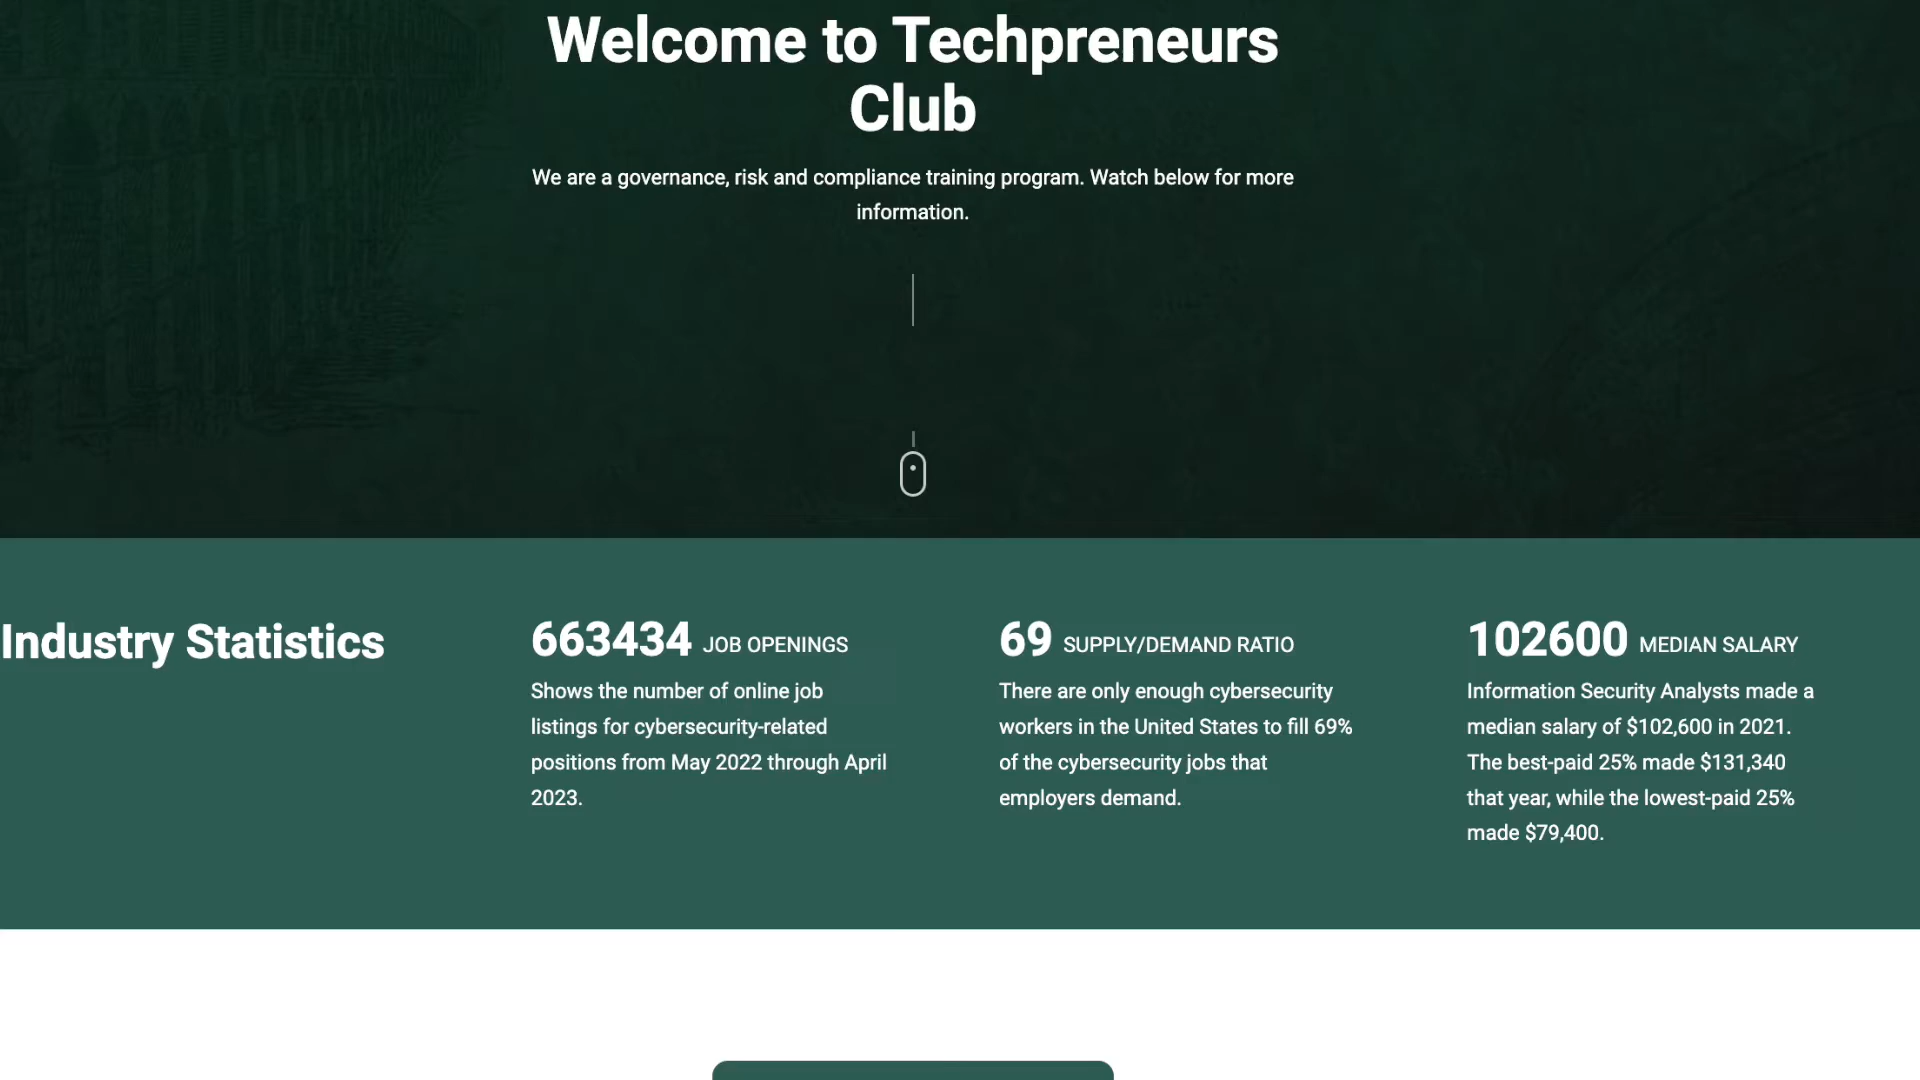 Welcome to Techpreneurs
Club
We are a governance, risk and compliance training program. Watch below for more
information.
Industry Statistics
663434 JOB OPENINGS
Shows the number of online job
listings for cybersecurity-related
positions from May 2022 through April
2023.
69 SUPPLY/DEMAND RATIO
There are only enough cybersecurity
workers in the United States to fill 69%
of the cybersecurity jobs that
employers demand.
102600 MEDIAN SALARY
Information Security Analysts made a
median salary of $102,600 in 2021.
The best-paid 25% made $131,340
that year, while the lowest-paid 25%
made $79,400.